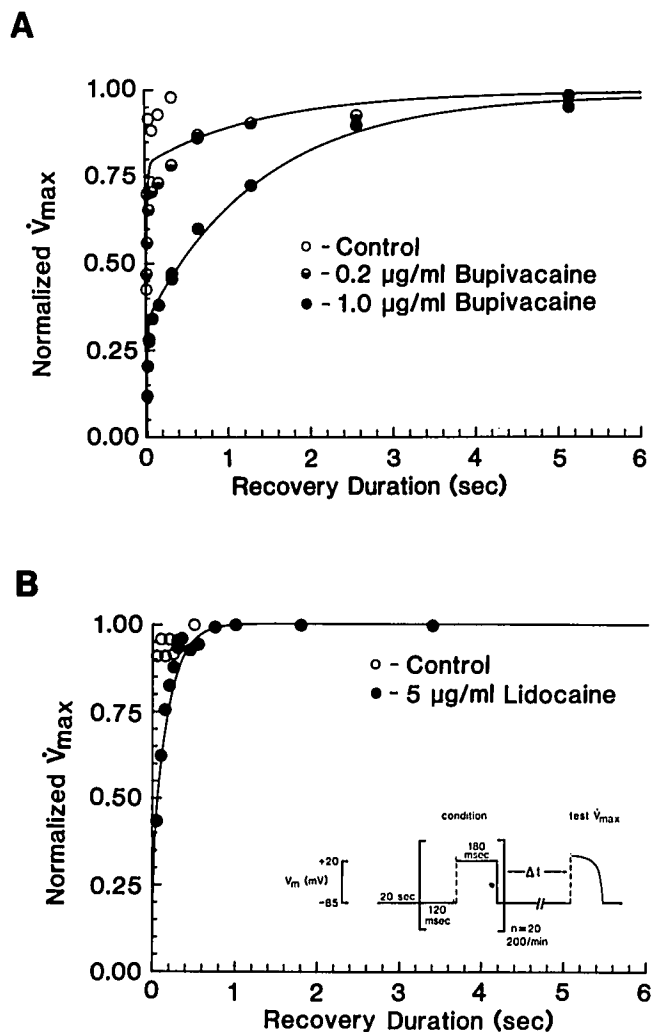 A
Normalized V̇max
1.00
0.75
0.50
0.25
0.00
○ - Control
◒ - 0.2 µg/ml Bupivacaine
● - 1.0 µg/ml Bupivacaine
0 1 2 3 4 5 6
Recovery Duration (sec)
B
Normalized V̇max
1.00
0.75
0.50
0.25
0.00
○ - Control
● - 5 µg/ml Lidocaine
condition
test V̇max
180
msec
+20
Vm (mV)
-85
20 sec
120
msec
Δt
n=20
200/min
0 1 2 3 4 5 6
Recovery Duration (sec)